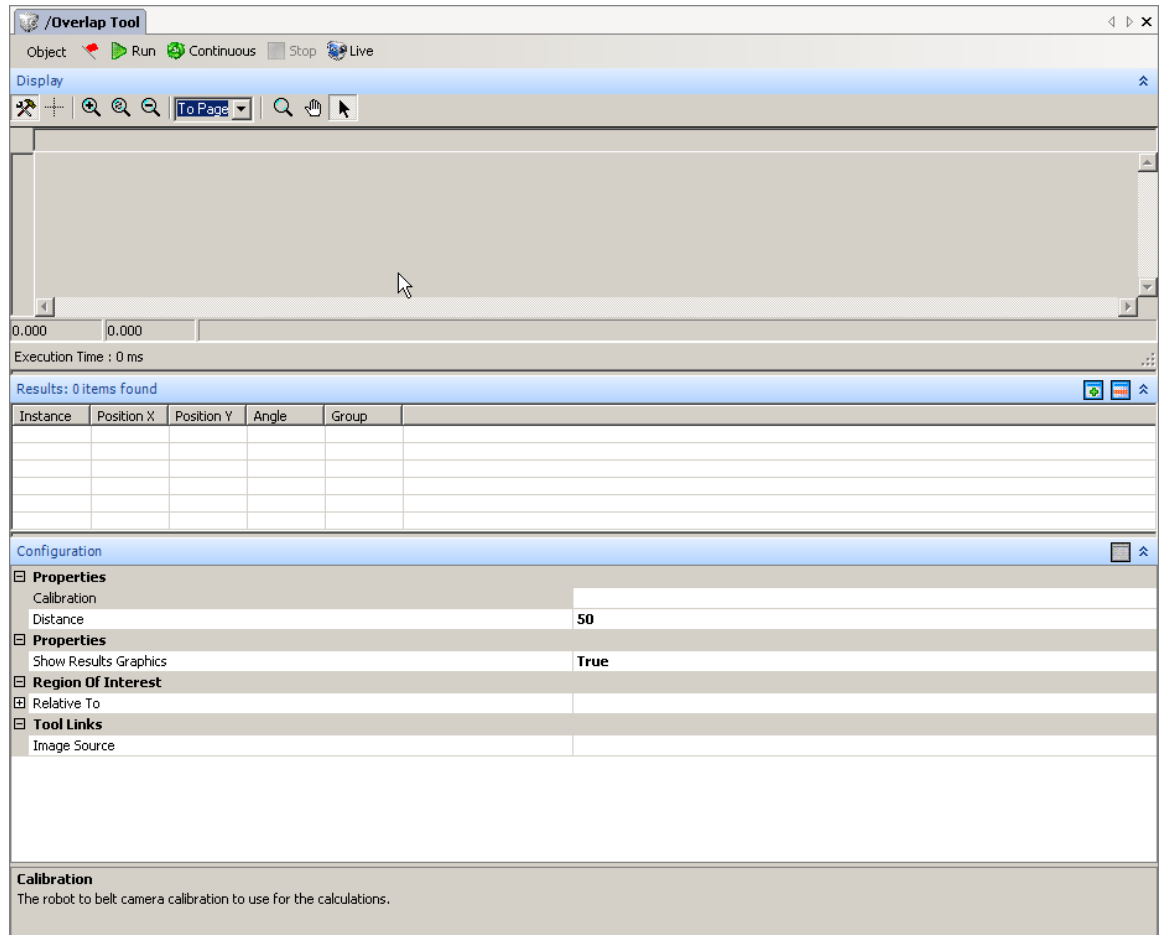 /Overlap Tool
Object Run Continuous Stop Live
Display
To Page
0.000 0.000
Execution Time : 0 ms
Results: 0 items found
Instance Position X Position Y Angle Group
Configuration
Properties
Calibration
Distance 50
Properties
Show Results Graphics True
Region Of Interest
Relative To
Tool Links
Image Source
Calibration
The robot to belt camera calibration to use for the calculations.